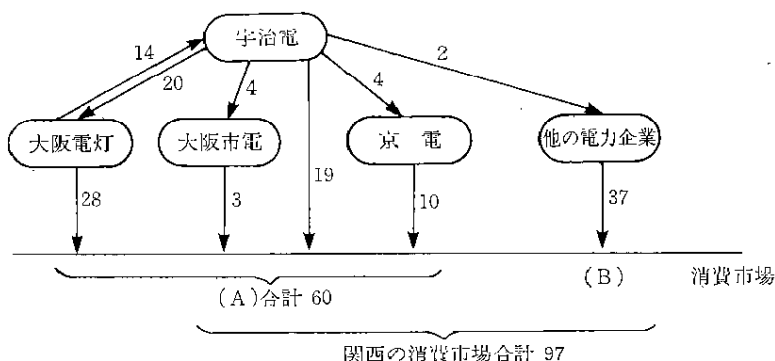 宇治電
14
20
4
4
2
大阪電灯
大阪市電
京電
他の電力企業
28
3
19
10
37
(A)合計 60
(B)
消費市場
関西の消費市場合計 97